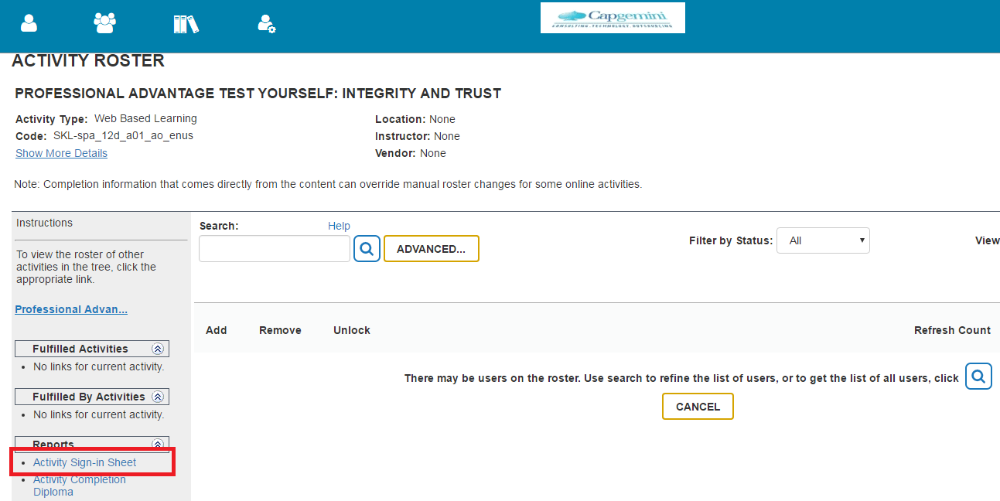 Capgemini
CONSULTING.TECHNOLOGY.OUTSOURCING
ACTIVITY ROSTER
PROFESSIONAL ADVANTAGE TEST YOURSELF: INTEGRITY AND TRUST
Activity Type: Web Based Learning
Location: None
Code: SKL-spa_12d_a01_ao_enus
Instructor: None
Show More Details
Vendor: None
Note: Completion information that comes directly from the content can override manual roster changes for some online activities.
Instructions
To view the roster of other
activities in the tree, click the
appropriate link.
Professional Advan...
Fulfilled Activities
• No links for current activity.
Fulfilled By Activities
• No links for current activity.
Reports
• Activity Sign-in Sheet
• Activity Completion
Diploma
Search: Help
ADVANCED...
Filter by Status: All
View
Add Remove Unlock Refresh Count
There may be users on the roster. Use search to refine the list of users, or to get the list of all users, click
CANCEL